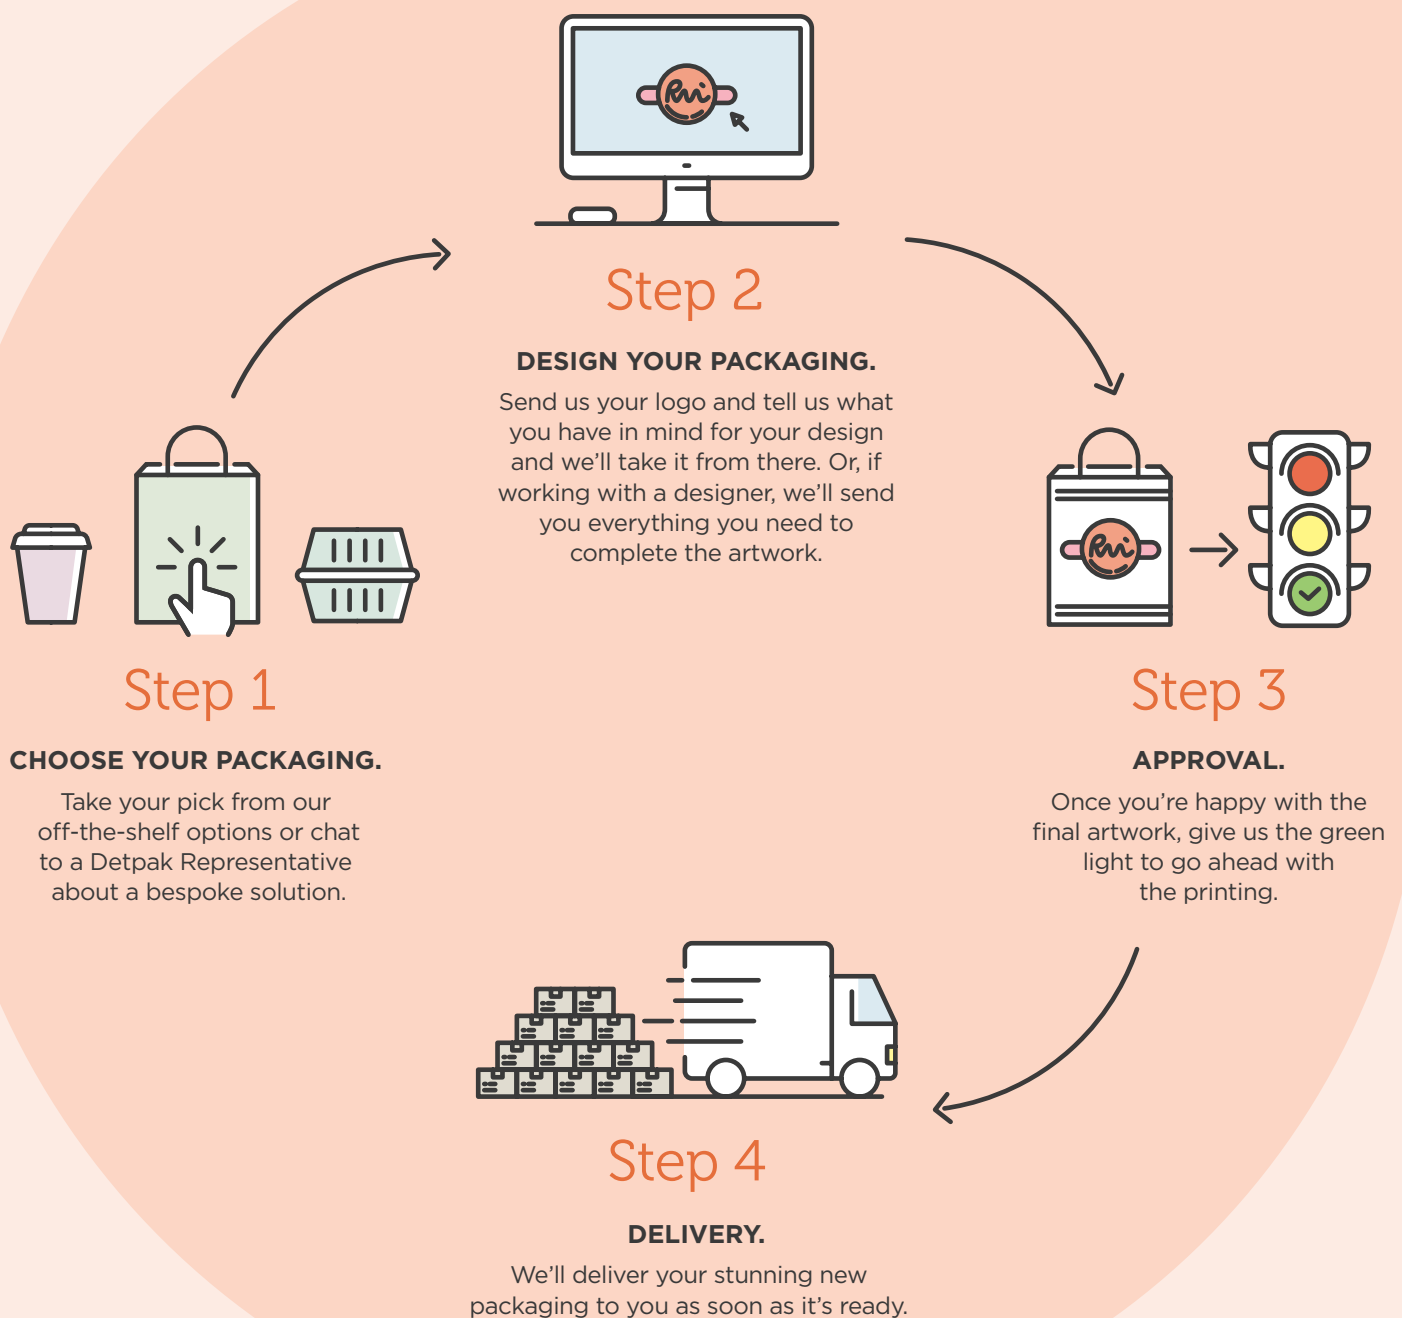 Step 1
CHOOSE YOUR PACKAGING.
Take your pick from our
off-the-shelf options or chat
to a Detpak Representative
about a bespoke solution.
Step 2
DESIGN YOUR PACKAGING.
Send us your logo and tell us what
you have in mind for your design
and we’ll take it from there. Or, if
working with a designer, we’ll send
you everything you need to
complete the artwork.
Step 3
APPROVAL.
Once you’re happy with the
final artwork, give us the green
light to go ahead with
the printing.
Step 4
DELIVERY.
We’ll deliver your stunning new
packaging to you as soon as it’s ready.